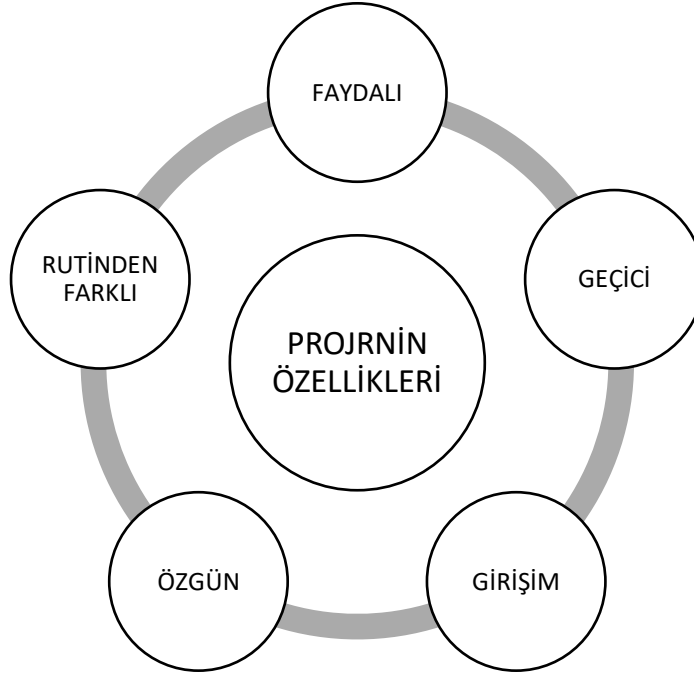 FAYDALI
RUTİNDEN
FARKLI
GEÇİCİ
PROJRNİN
ÖZELLİKLERİ
ÖZGÜN
GİRİŞİM